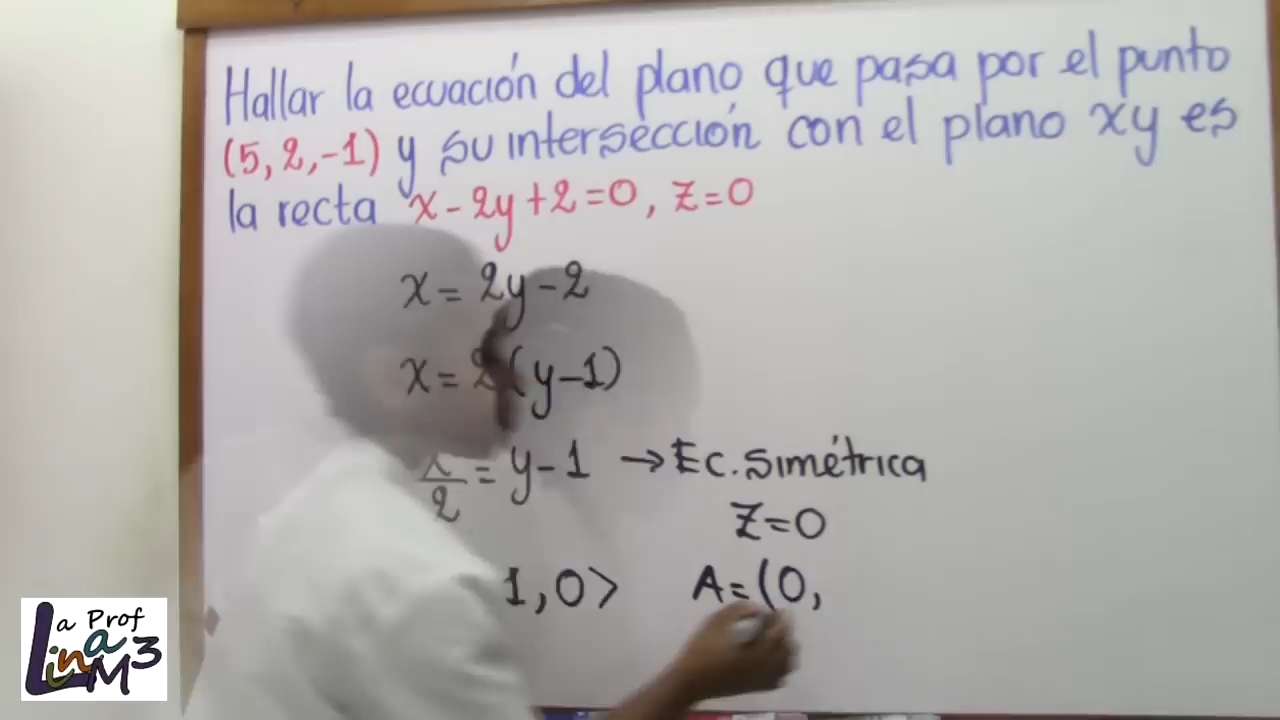 Hallar la ecuación del plano que pasa por el punto
(5, 2, -1) y su intersección con el plano xy es
la recta x - 2y + 2 = 0, z = 0
x = 2y - 2
x = 2(y - 1)
x/2 = y - 1 → Ec. Simétrica
z = 0
1, 0> A = (0,
La Prof
Lina M3